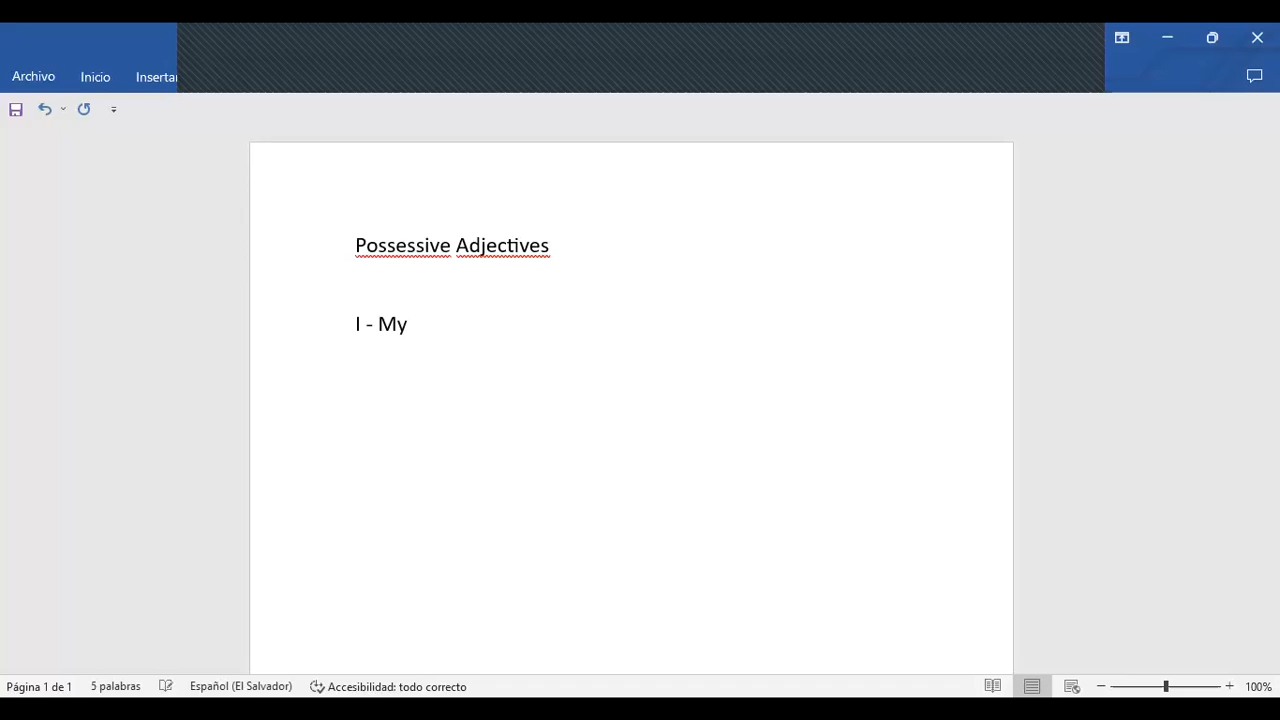 Archivo Inicio Insertar
Possessive Adjectives
I - My
Página 1 de 1 5 palabras Español (El Salvador) Accesibilidad: todo correcto 100%